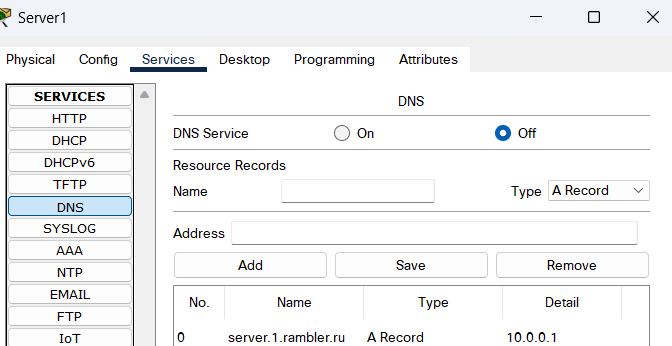 Server1
Physical Config Services Desktop Programming Attributes
SERVICES
HTTP
DHCP
DHCPv6
TFTP
DNS
SYSLOG
AAA
NTP
EMAIL
FTP
IoT
DNS
DNS Service On Off
Resource Records
Name Type A Record
Address
Add Save Remove
No. Name Type Detail
0 server.1.rambler.ru A Record 10.0.0.1